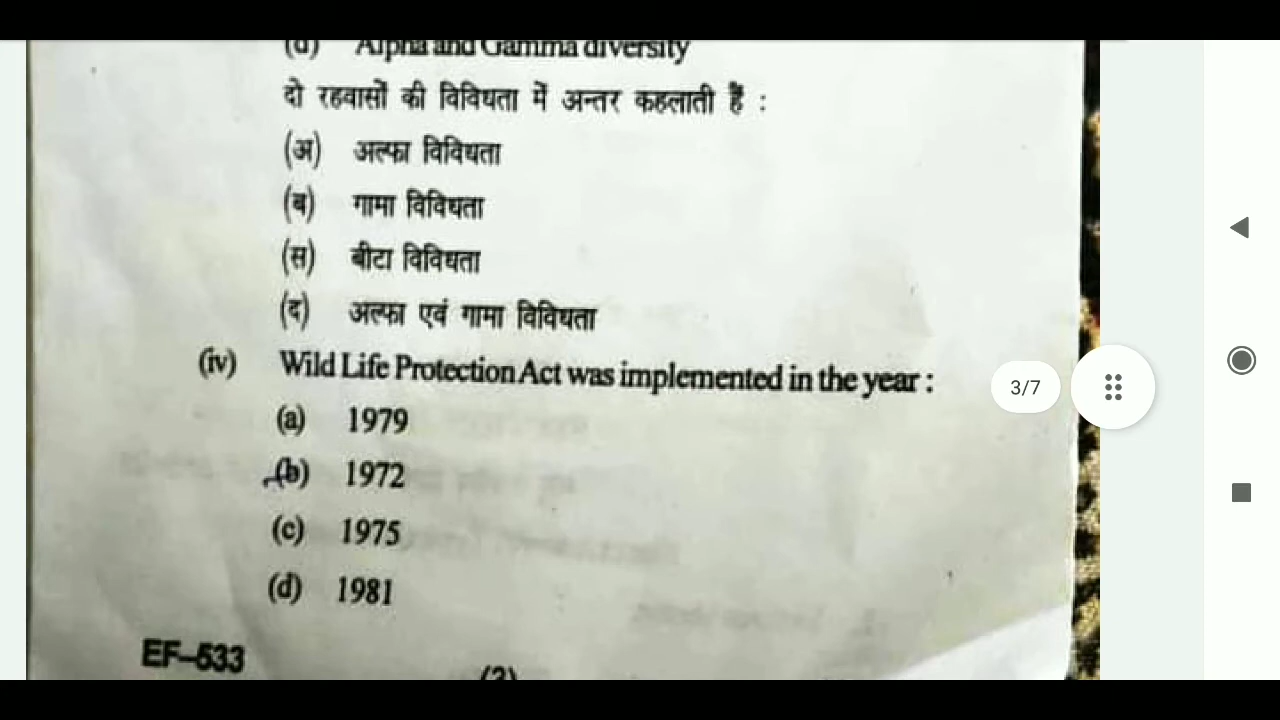 (d) Alpha and Gamma diversity
दो रहवासों की विविधता में अन्तर कहलाती हैं :
(अ) अल्फा विविधता
(ब) गामा विविधता
(स) बीटा विविधता
(द) अल्फा एवं गामा विविधता
(iv) Wild Life Protection Act was implemented in the year :
3/7
(a) 1979
(b) 1972
(c) 1975
(d) 1981
EF–533